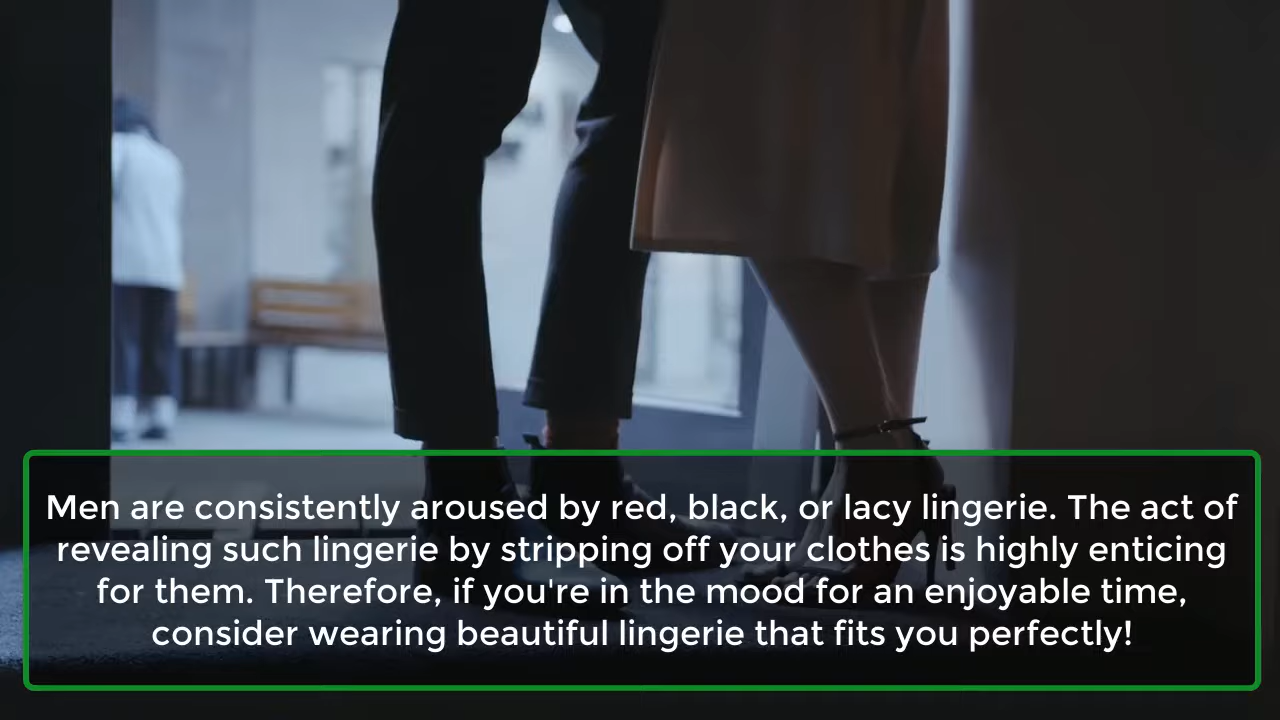 Men are consistently aroused by red, black, or lacy lingerie. The act of
revealing such lingerie by stripping off your clothes is highly enticing
for them. Therefore, if you're in the mood for an enjoyable time,
consider wearing beautiful lingerie that fits you perfectly!